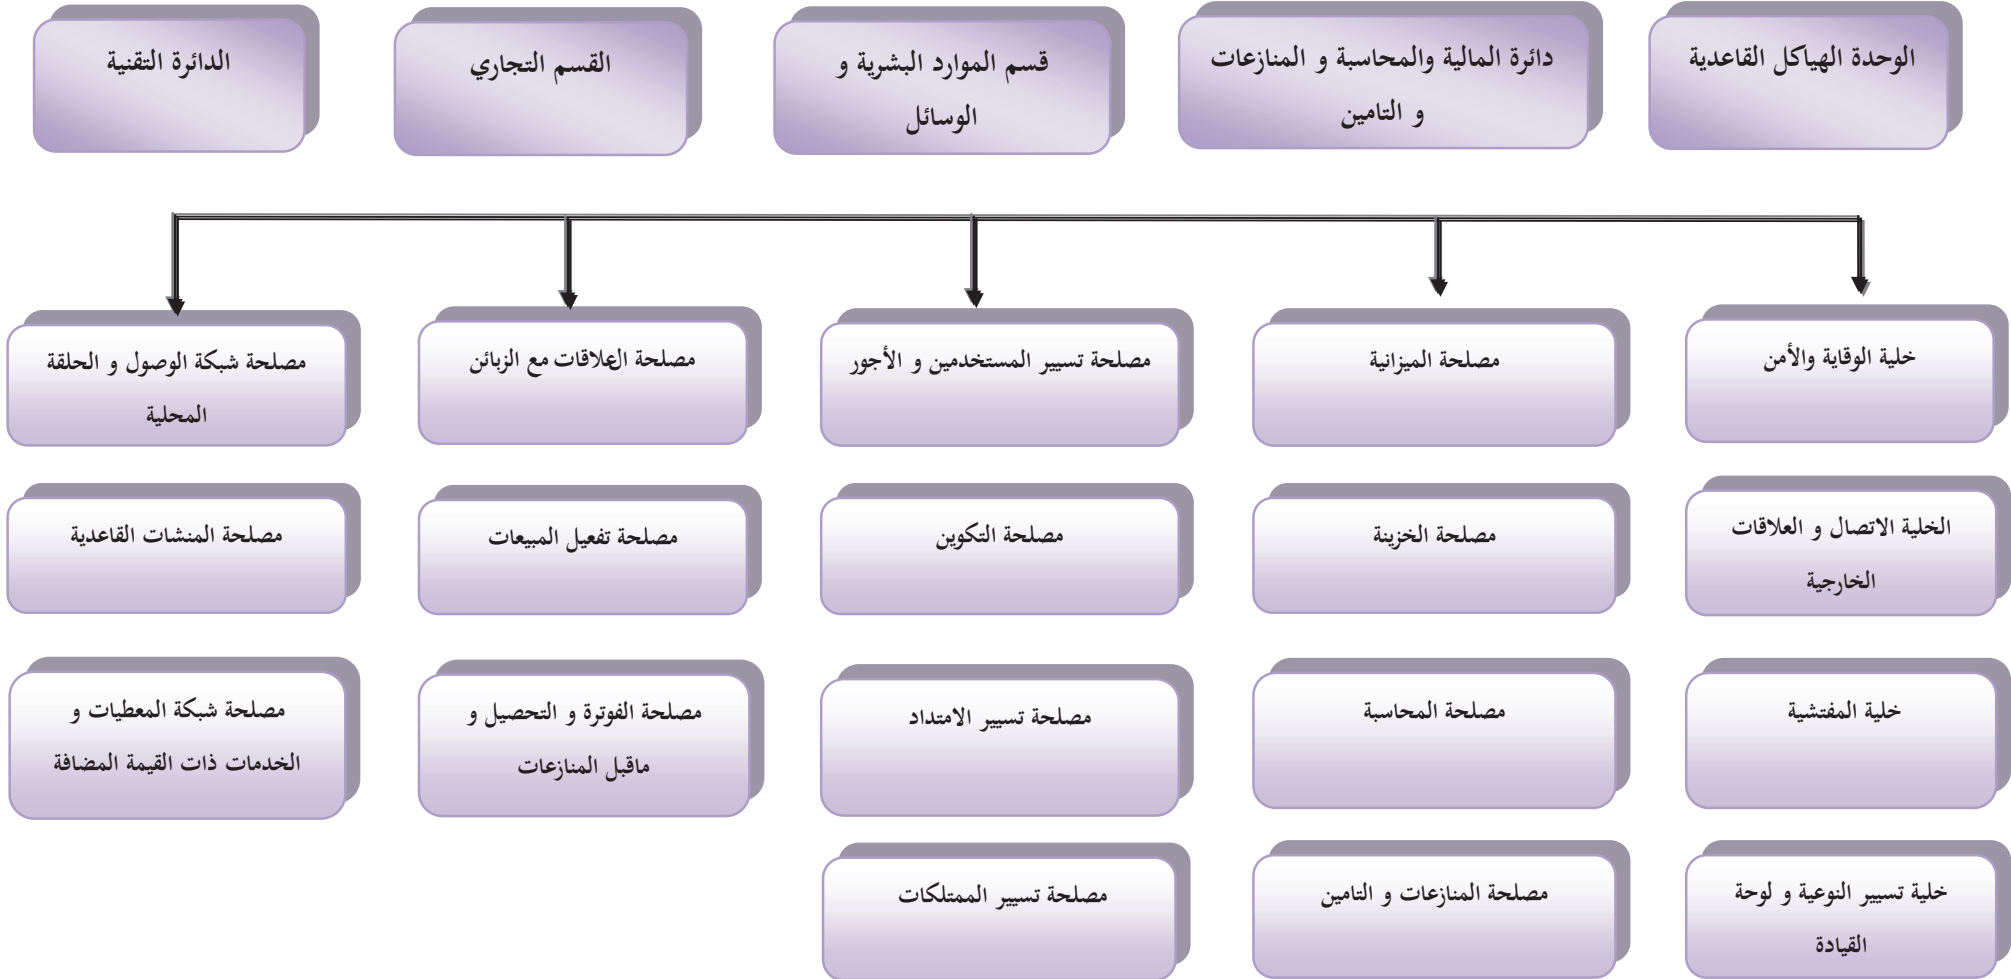 الوحدة الهياكل القاعدية
دائرة المالية والمحاسبة و المنازعات
و التامين
قسم الموارد البشرية و
الوسائل
القسم التجاري
الدائرة التقنية
خلية الوقاية والأمن
مصلحة الميزانية
مصلحة تسيير المستخدمين و الأجور
مصلحة العلاقات مع الزبائن
مصلحة شبكة الوصول و الحلقة
المحلية
الخلية الاتصال و العلاقات
الخارجية
مصلحة الخزينة
مصلحة التكوين
مصلحة تفعيل المبيعات
مصلحة المنشات القاعدية
خلية المفتشية
مصلحة المحاسبة
مصلحة تسيير الامتداد
مصلحة الفوترة و التحصيل و
ماقبل المنازعات
مصلحة شبكة المعطيات و
الخدمات ذات القيمة المضافة
خلية تسيير النوعية و لوحة
القيادة
مصلحة المنازعات و التامين
مصلحة تسيير الممتلكات